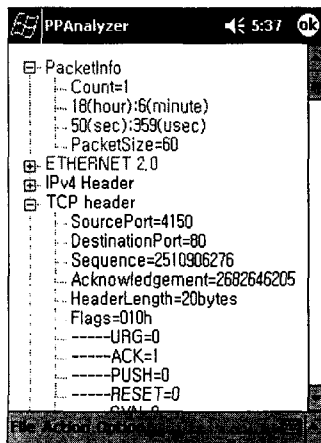 PPAnalyzer 5:37 ok
PacketInfo
Count=1
18(hour):6(minute)
50(sec):359(usec)
PacketSize=60
ETHERNET 2.0
IPv4 Header
TCP header
SourcePort=4150
DestinationPort=80
Sequence=2510906276
Acknowledgement=2682646205
HeaderLength=20bytes
Flags=010h
-----URG=0
-----ACK=1
-----PUSH=0
-----RESET=0
File Action